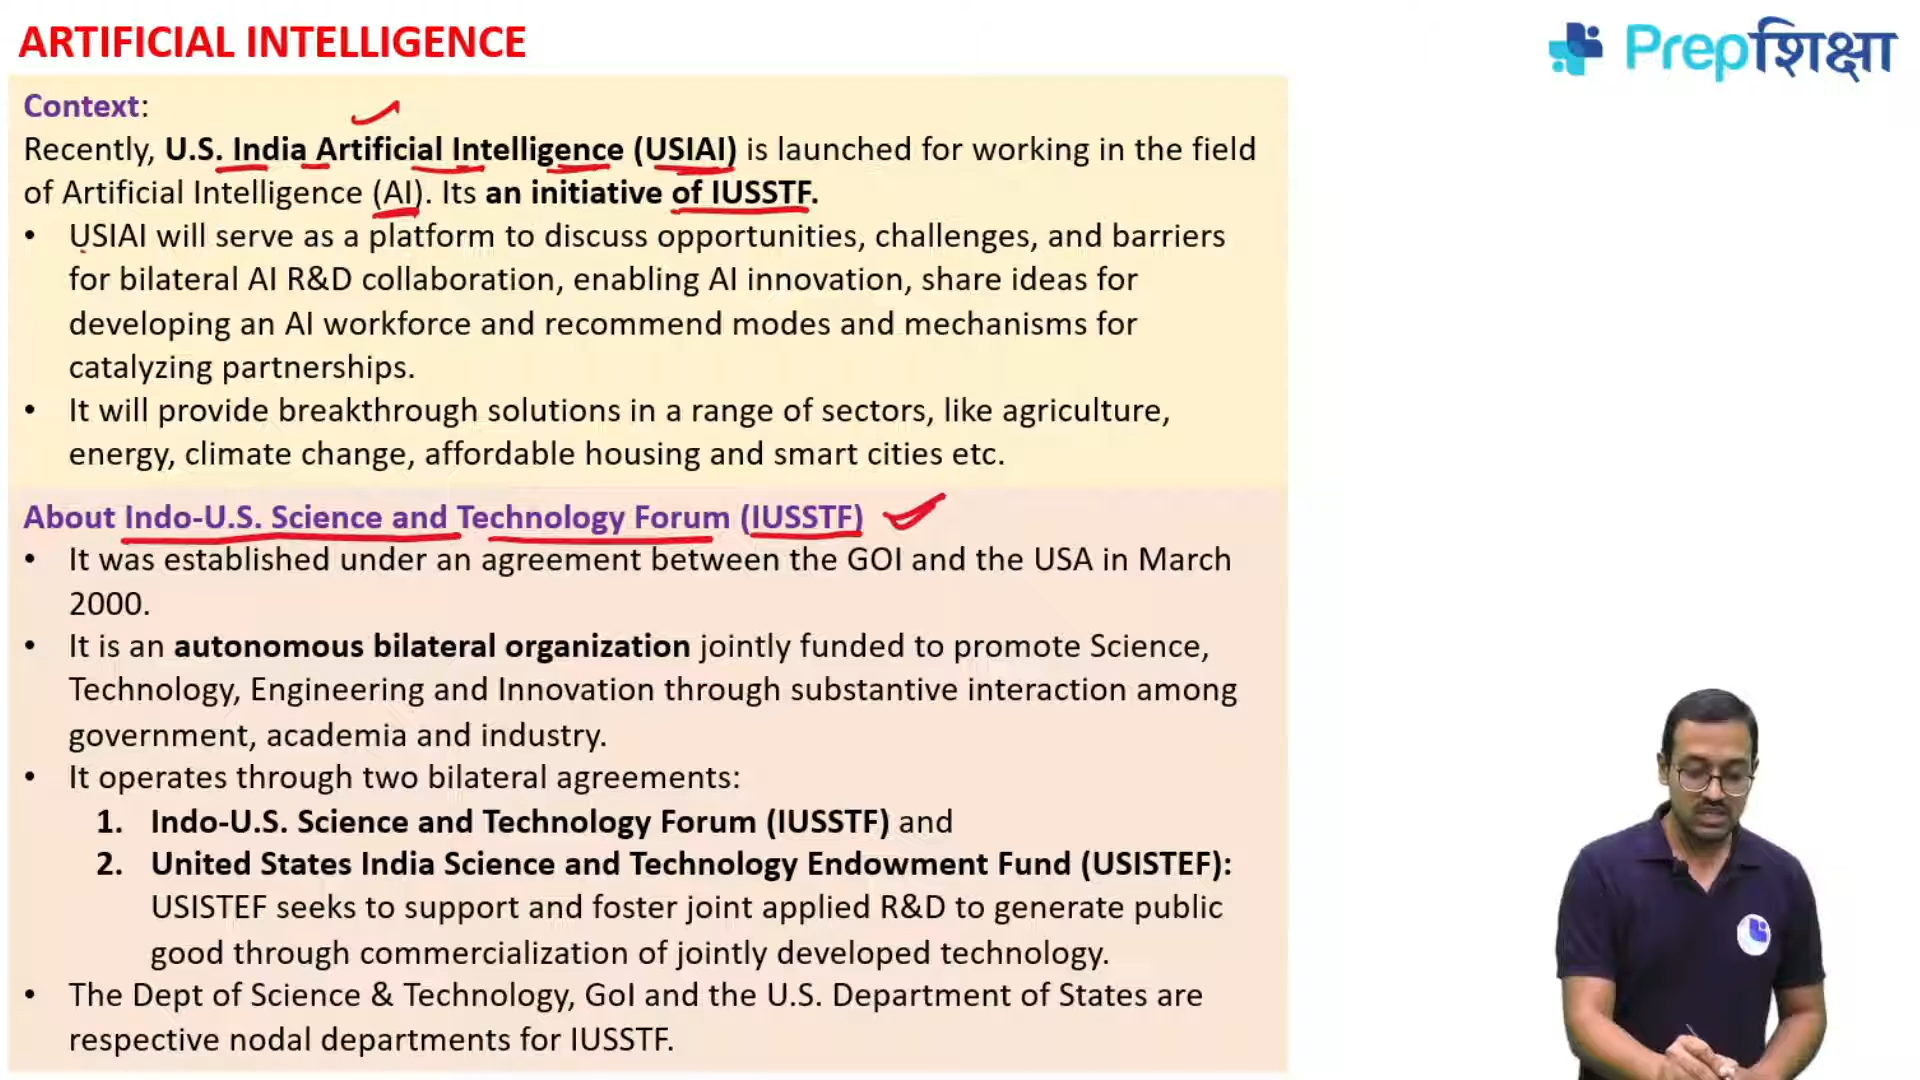 ARTIFICIAL INTELLIGENCE
Prepशिक्षा
Context:
Recently, U.S. India Artificial Intelligence (USIAI) is launched for working in the field
of Artificial Intelligence (AI). Its an initiative of IUSSTF.
• USIAI will serve as a platform to discuss opportunities, challenges, and barriers
for bilateral AI R&D collaboration, enabling AI innovation, share ideas for
developing an AI workforce and recommend modes and mechanisms for
catalyzing partnerships.
• It will provide breakthrough solutions in a range of sectors, like agriculture,
energy, climate change, affordable housing and smart cities etc.
About Indo-U.S. Science and Technology Forum (IUSSTF)
• It was established under an agreement between the GOI and the USA in March
2000.
• It is an autonomous bilateral organization jointly funded to promote Science,
Technology, Engineering and Innovation through substantive interaction among
government, academia and industry.
• It operates through two bilateral agreements:
1. Indo-U.S. Science and Technology Forum (IUSSTF) and
2. United States India Science and Technology Endowment Fund (USISTEF):
USISTEF seeks to support and foster joint applied R&D to generate public
good through commercialization of jointly developed technology.
• The Dept of Science & Technology, GoI and the U.S. Department of States are
respective nodal departments for IUSSTF.